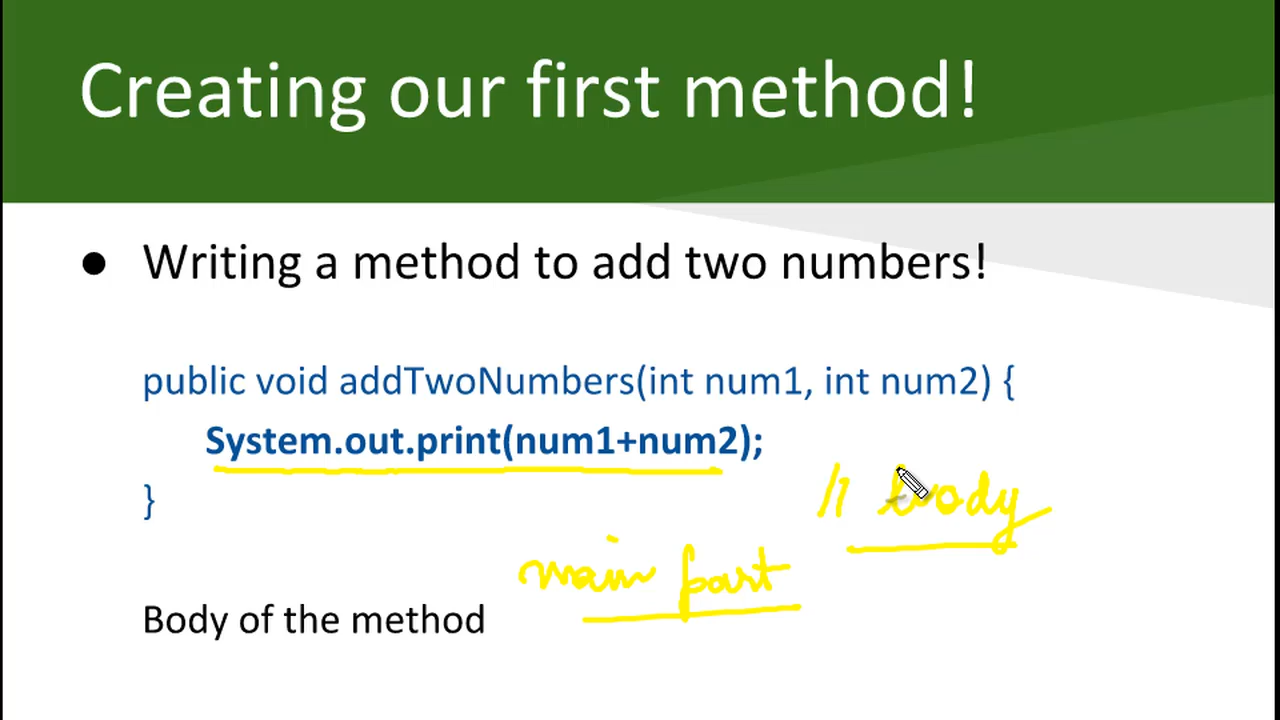 Creating our first method!
● Writing a method to add two numbers!
public void addTwoNumbers(int num1, int num2) {
System.out.print(num1+num2);
}
// body
main part
Body of the method